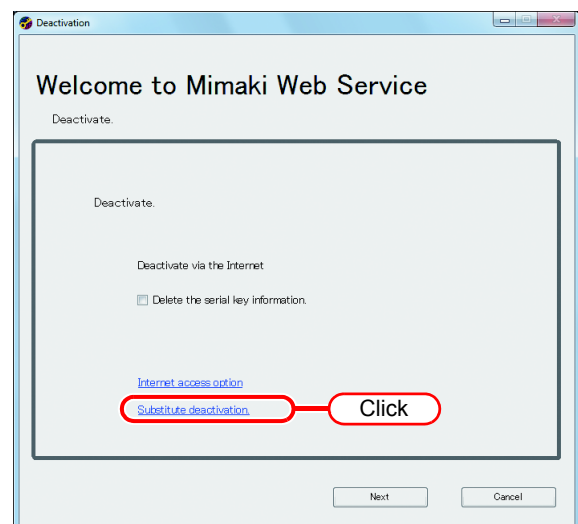 Deactivation
Welcome to Mimaki Web Service
Deactivate.
Deactivate.
Deactivate via the Internet
Delete the serial key information.
Internet access option
Substitute deactivation.
Click
Next
Cancel